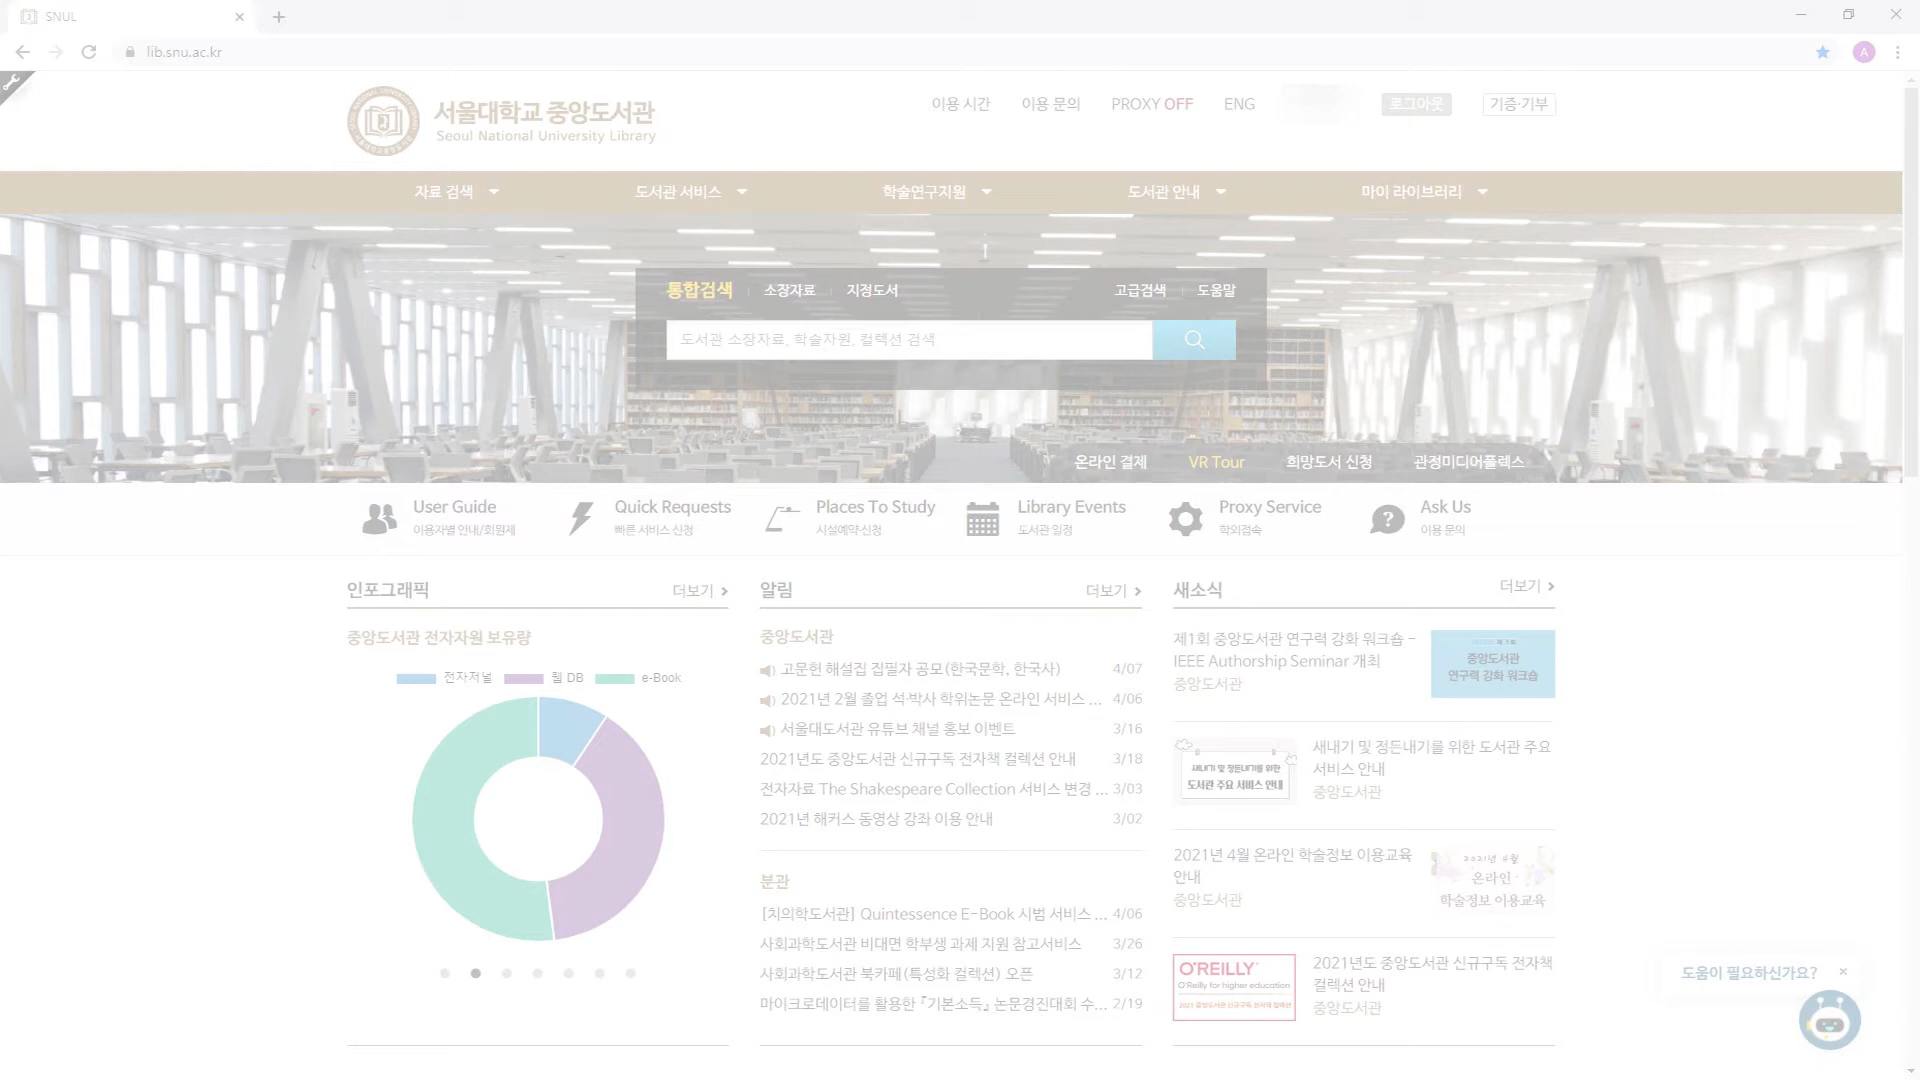 SNUL
lib.snu.ac.kr
A
서울대학교 중앙도서관
Seoul National University Library
이용 시간
이용 문의
PROXY OFF
ENG
로그아웃
기증·기부
자료 검색
도서관 서비스
학술연구지원
도서관 안내
마이 라이브러리
통합검색
소장자료
지정도서
고급검색
도움말
도서관 소장자료, 학술자원, 컬렉션 검색
온라인 결제
VR Tour
희망도서 신청
관정미디어플렉스
User Guide
이용자별 안내/회원제
Quick Requests
빠른 서비스 신청
Places To Study
시설예약·신청
Library Events
도서관 일정
Proxy Service
학외접속
Ask Us
이용 문의
인포그래픽
더보기
중앙도서관 전자자원 보유량
전자저널
웹 DB
e-Book
알림
더보기
중앙도서관
고문헌 해설집 집필자 공모(한국문학, 한국사) 4/07
2021년 2월 졸업 석·박사 학위논문 온라인 서비스 ... 4/06
서울대도서관 유튜브 채널 홍보 이벤트 3/16
2021년도 중앙도서관 신규구독 전자책 컬렉션 안내 3/18
전자자료 The Shakespeare Collection 서비스 변경 ... 3/03
2021년 해커스 동영상 강좌 이용 안내 3/02
분관
[치의학도서관] Quintessence E-Book 시범 서비스 ... 4/06
사회과학도서관 비대면 학부생 과제 지원 참고서비스 3/26
사회과학도서관 북카페(특성화 컬렉션) 오픈 3/12
마이크로데이터를 활용한 『기본소득』 논문경진대회 수... 2/19
새소식
더보기
제1회 중앙도서관 연구력 강화 워크숍 -
IEEE Authorship Seminar 개최
중앙도서관
제1회
중앙도서관
연구력 강화 워크숍
새내기 및 정든내기를 위한
도서관 주요 서비스 안내
새내기 및 정든내기를 위한 도서관 주요
서비스 안내
중앙도서관
2021년 4월 온라인 학술정보 이용교육
안내
중앙도서관
2021년 4월
온라인
학술정보 이용교육
O'REILLY
O'Reilly for higher education
2021 중앙도서관 신규구독 전자책 컬렉션
2021년도 중앙도서관 신규구독 전자책
컬렉션 안내
중앙도서관
도움이 필요하신가요?